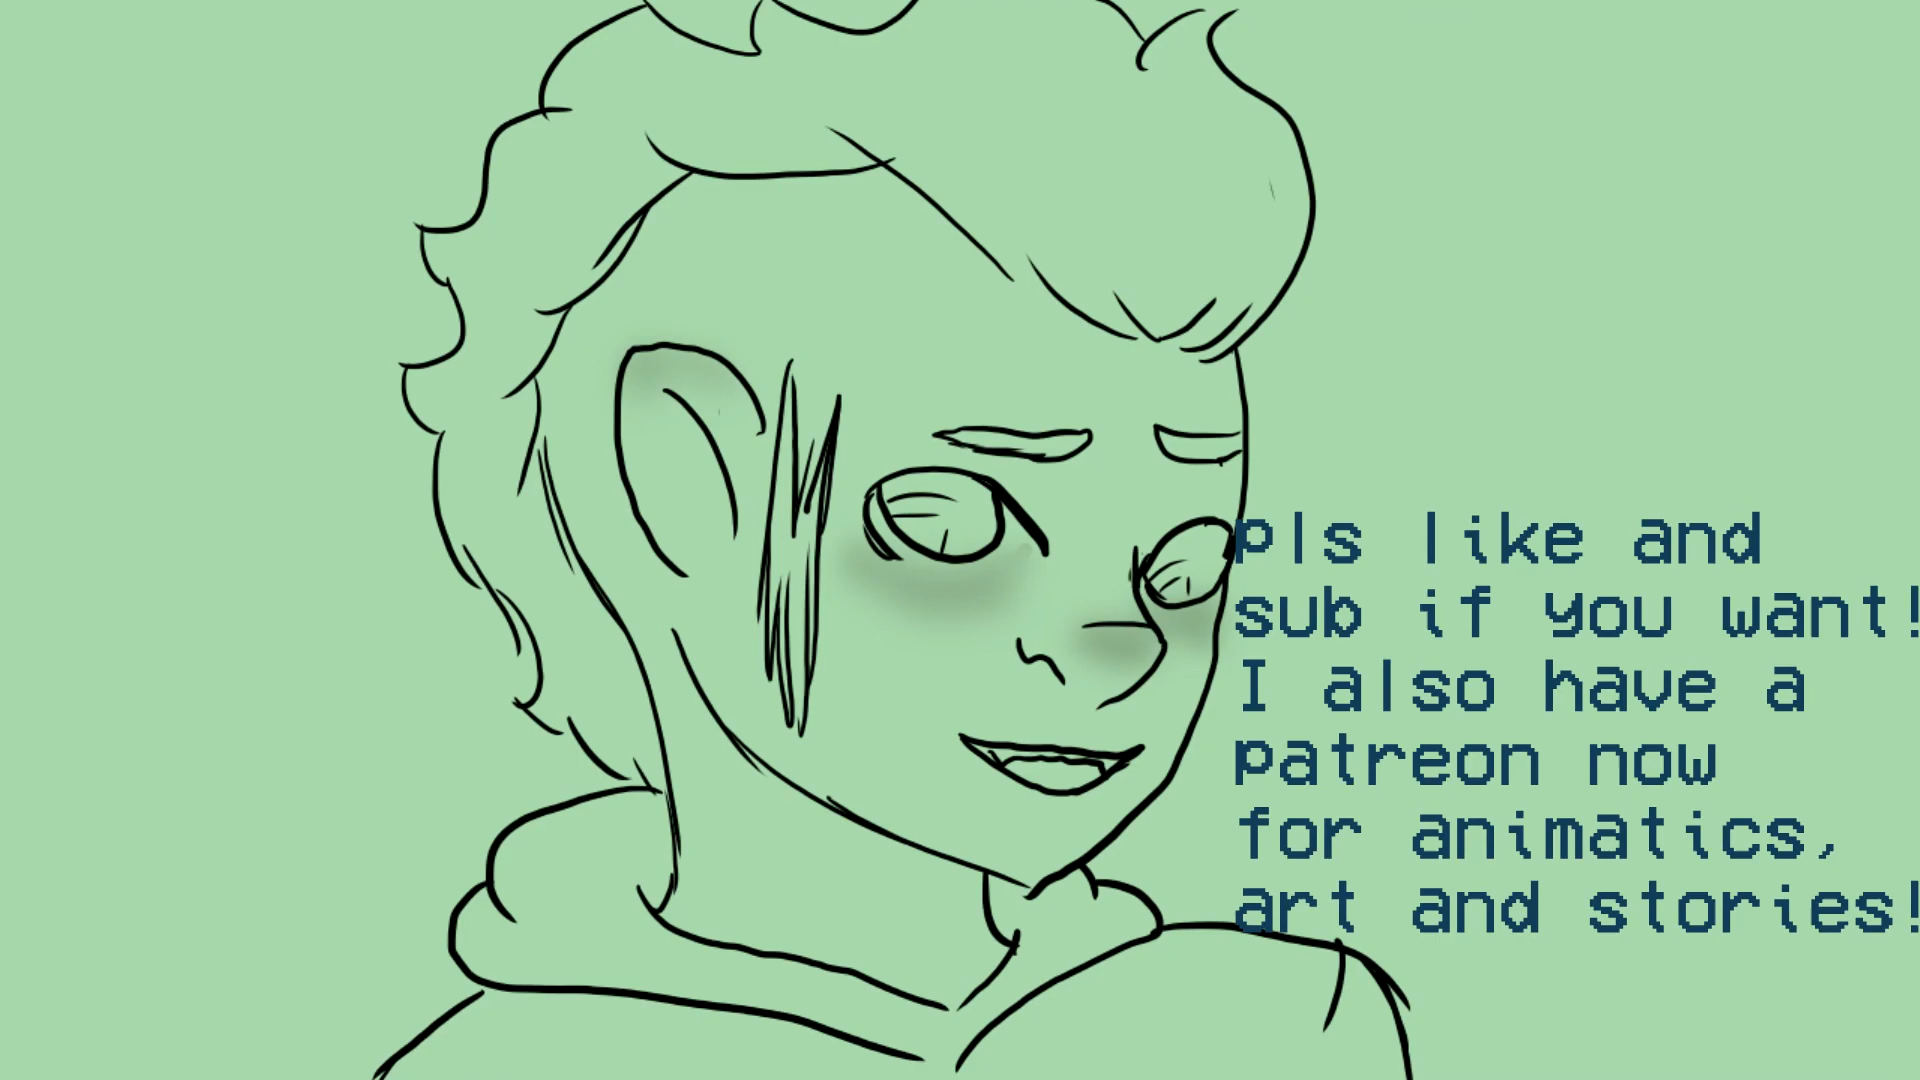 pls like and
sub if you want!
I also have a
patreon now
for animatics,
art and stories!